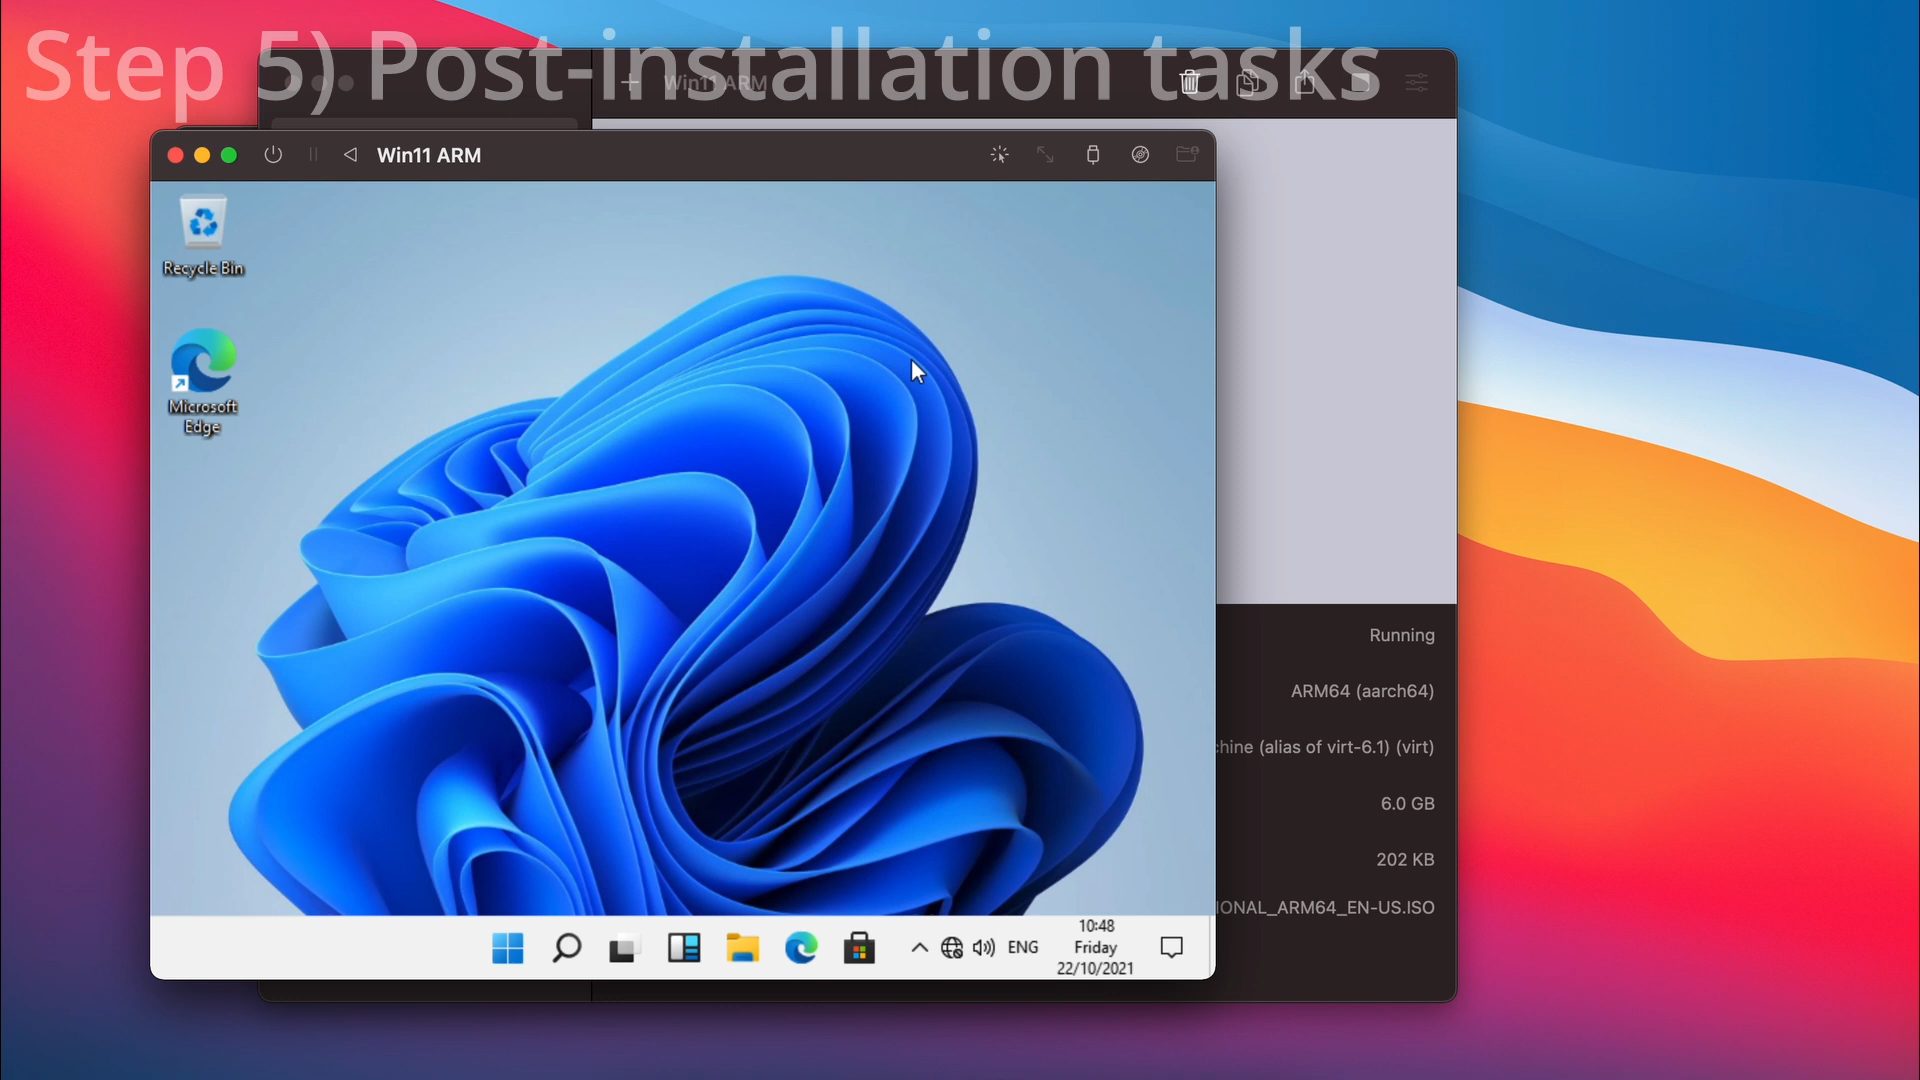 Step 5) Post-installation tasks
Win11 ARM
Win11 ARM
Recycle Bin
Microsoft
Edge
Running
ARM64 (aarch64)
chine (alias of virt-6.1) (virt)
6.0 GB
202 KB
IONAL_ARM64_EN-US.ISO
ENG
10:48
Friday
22/10/2021